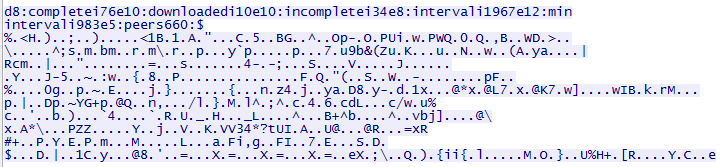 d8:completei76e10:downloadedi10e10:incompletei34e8:intervali1967e12:min
intervali983e5:peers660:$
%.<H.)..;..).....<1B.1.A."...C.5..BG..^..Op-.O.PUi.w.PWQ.O.Q.,B..WD.>..
\.....^;s.m.bm..r.m\.r..p...y`p.....p...7.u9b&(Zu.K...u..N..w..(A.ya....|
Rcm..|..."........=...s.......4-.-;...S....V.....J......
.Y...J-5..~.:w..{.8..P...............F.Q."(..S..W..-........pF..
%....0g..p.~.E....j.}.......{...n.z4.j..ya.D8.y-.d.1x...@*x.@L7.x.@K7.w]....wIB.k.rM...
p.|..Dp.~YG+p.@Q..n,.../l.}.M.l^.;^.c.4.6.cdL...c/w.u%
C..'..b.)...`4....`.R.U._.H..._L....^...B+^b....^..vbj]....@\
x.A*\...PZZ.....Y..j..V..K.VV34*?tUI.A..U@...@R...=xR
#+..P.Y.E.P.m...M.....L...a.Fi,g..FI..7.E...S.D.
$...D.|..1C.y...@8.'..=...X.=...X.=...X.=..eX.;\..Q.).{ii{.l.....M.O.}..U%H+.[R....Y.C..e